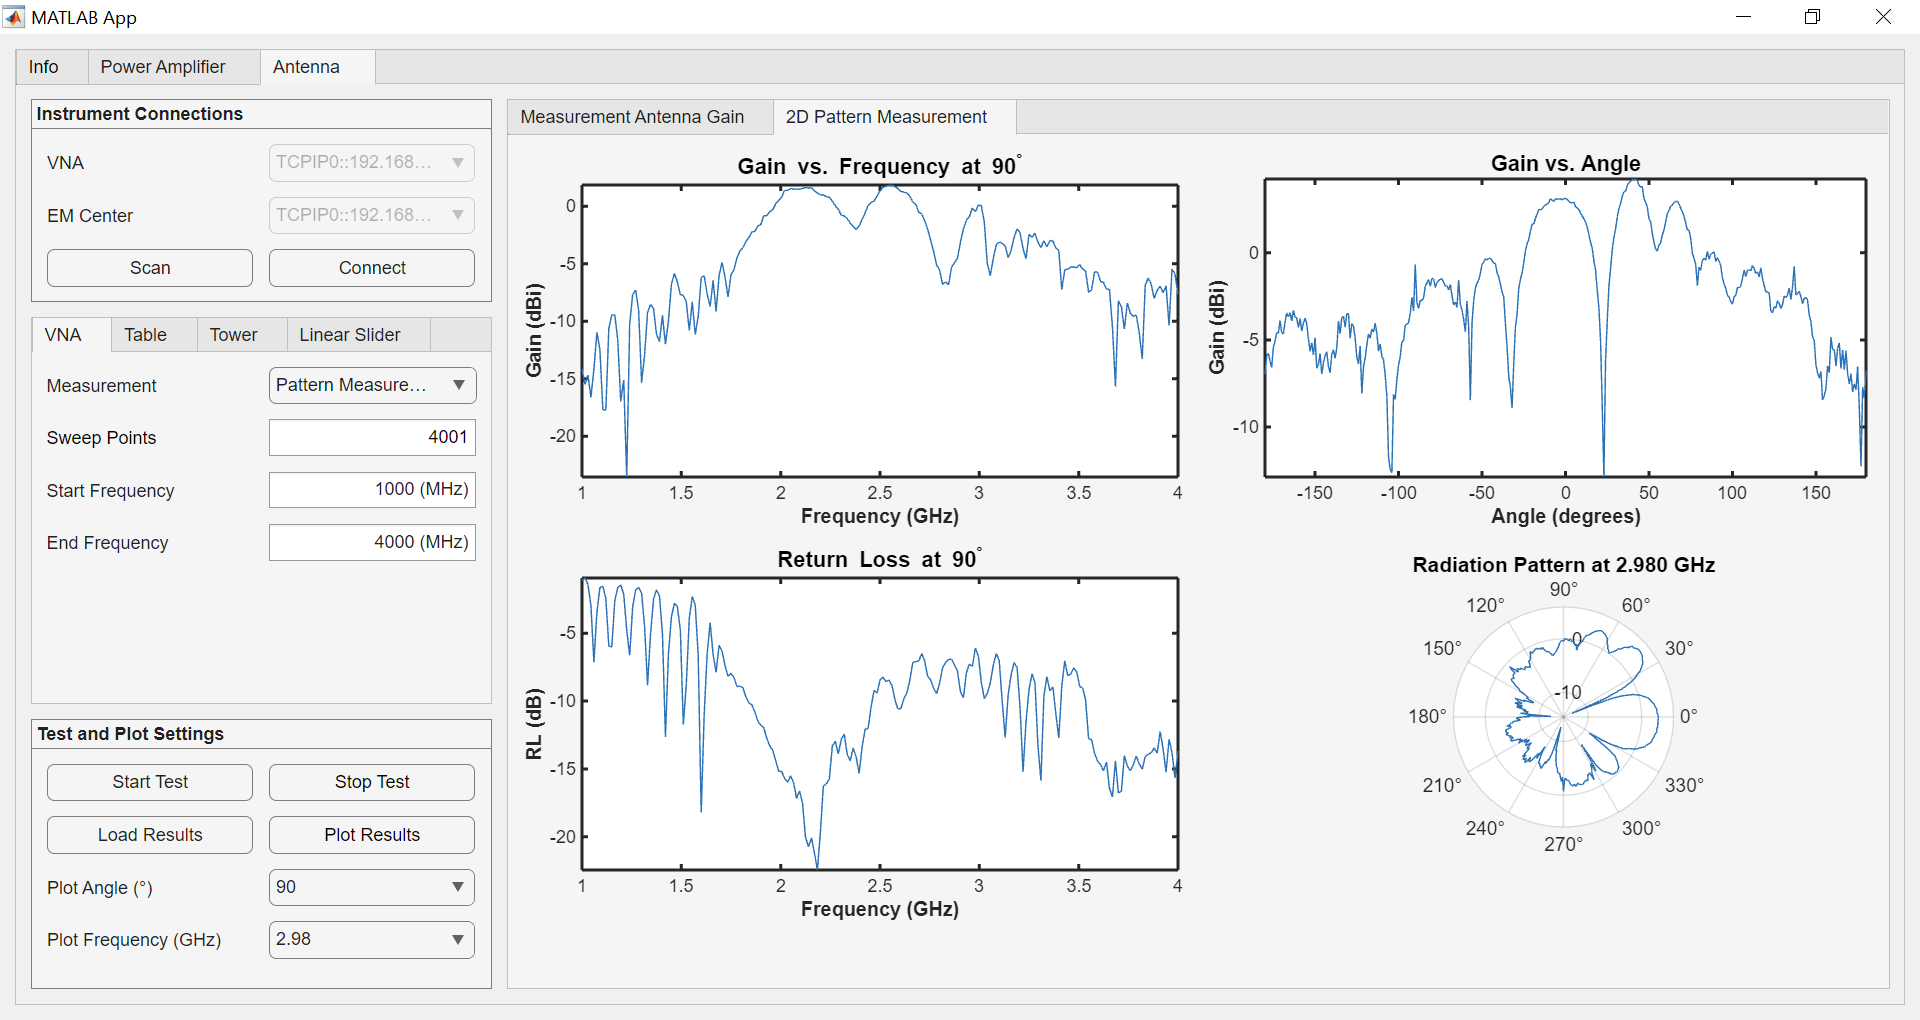 MATLAB App
Info
Power Amplifier
Antenna
Instrument Connections
VNA
TCPIP0::192.168...
EM Center
TCPIP0::192.168...
Scan
Connect
VNA
Table
Tower
Linear Slider
Measurement
Pattern Measure...
Sweep Points
4001
Start Frequency
1000 (MHz)
End Frequency
4000 (MHz)
Test and Plot Settings
Start Test
Stop Test
Load Results
Plot Results
Plot Angle (°)
90
Plot Frequency (GHz)
2.98
Measurement Antenna Gain
2D Pattern Measurement
Gain vs. Frequency at 90°
Gain (dBi)
0
-5
-10
-15
-20
1
1.5
2
2.5
3
3.5
4
Frequency (GHz)
Gain vs. Angle
Gain (dBi)
0
-5
-10
-150
-100
-50
0
50
100
150
Angle (degrees)
Return Loss at 90°
RL (dB)
-5
-10
-15
-20
1
1.5
2
2.5
3
3.5
4
Frequency (GHz)
Radiation Pattern at 2.980 GHz
90°
120°
60°
150°
30°
180°
0°
210°
330°
240°
300°
270°
0
-10